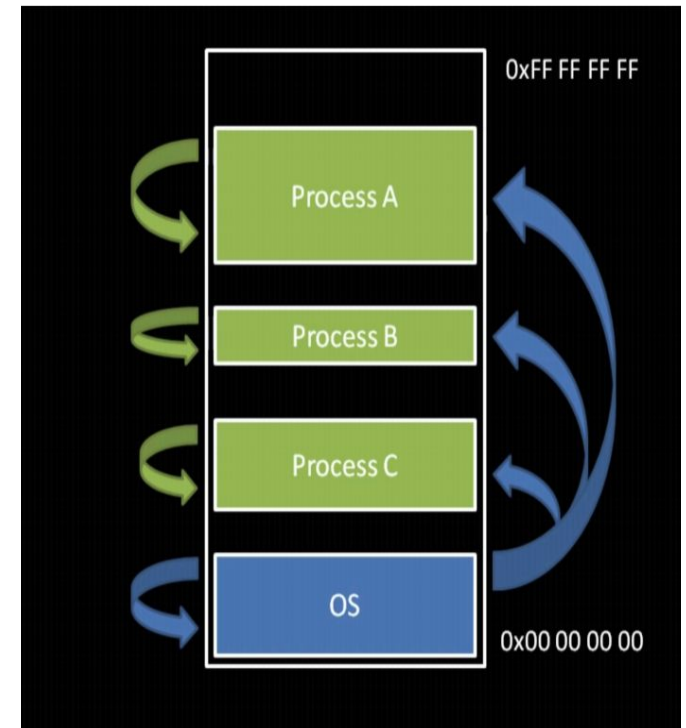 0xFF FF FF FF
Process A
Process B
Process C
OS
0x00 00 00 00